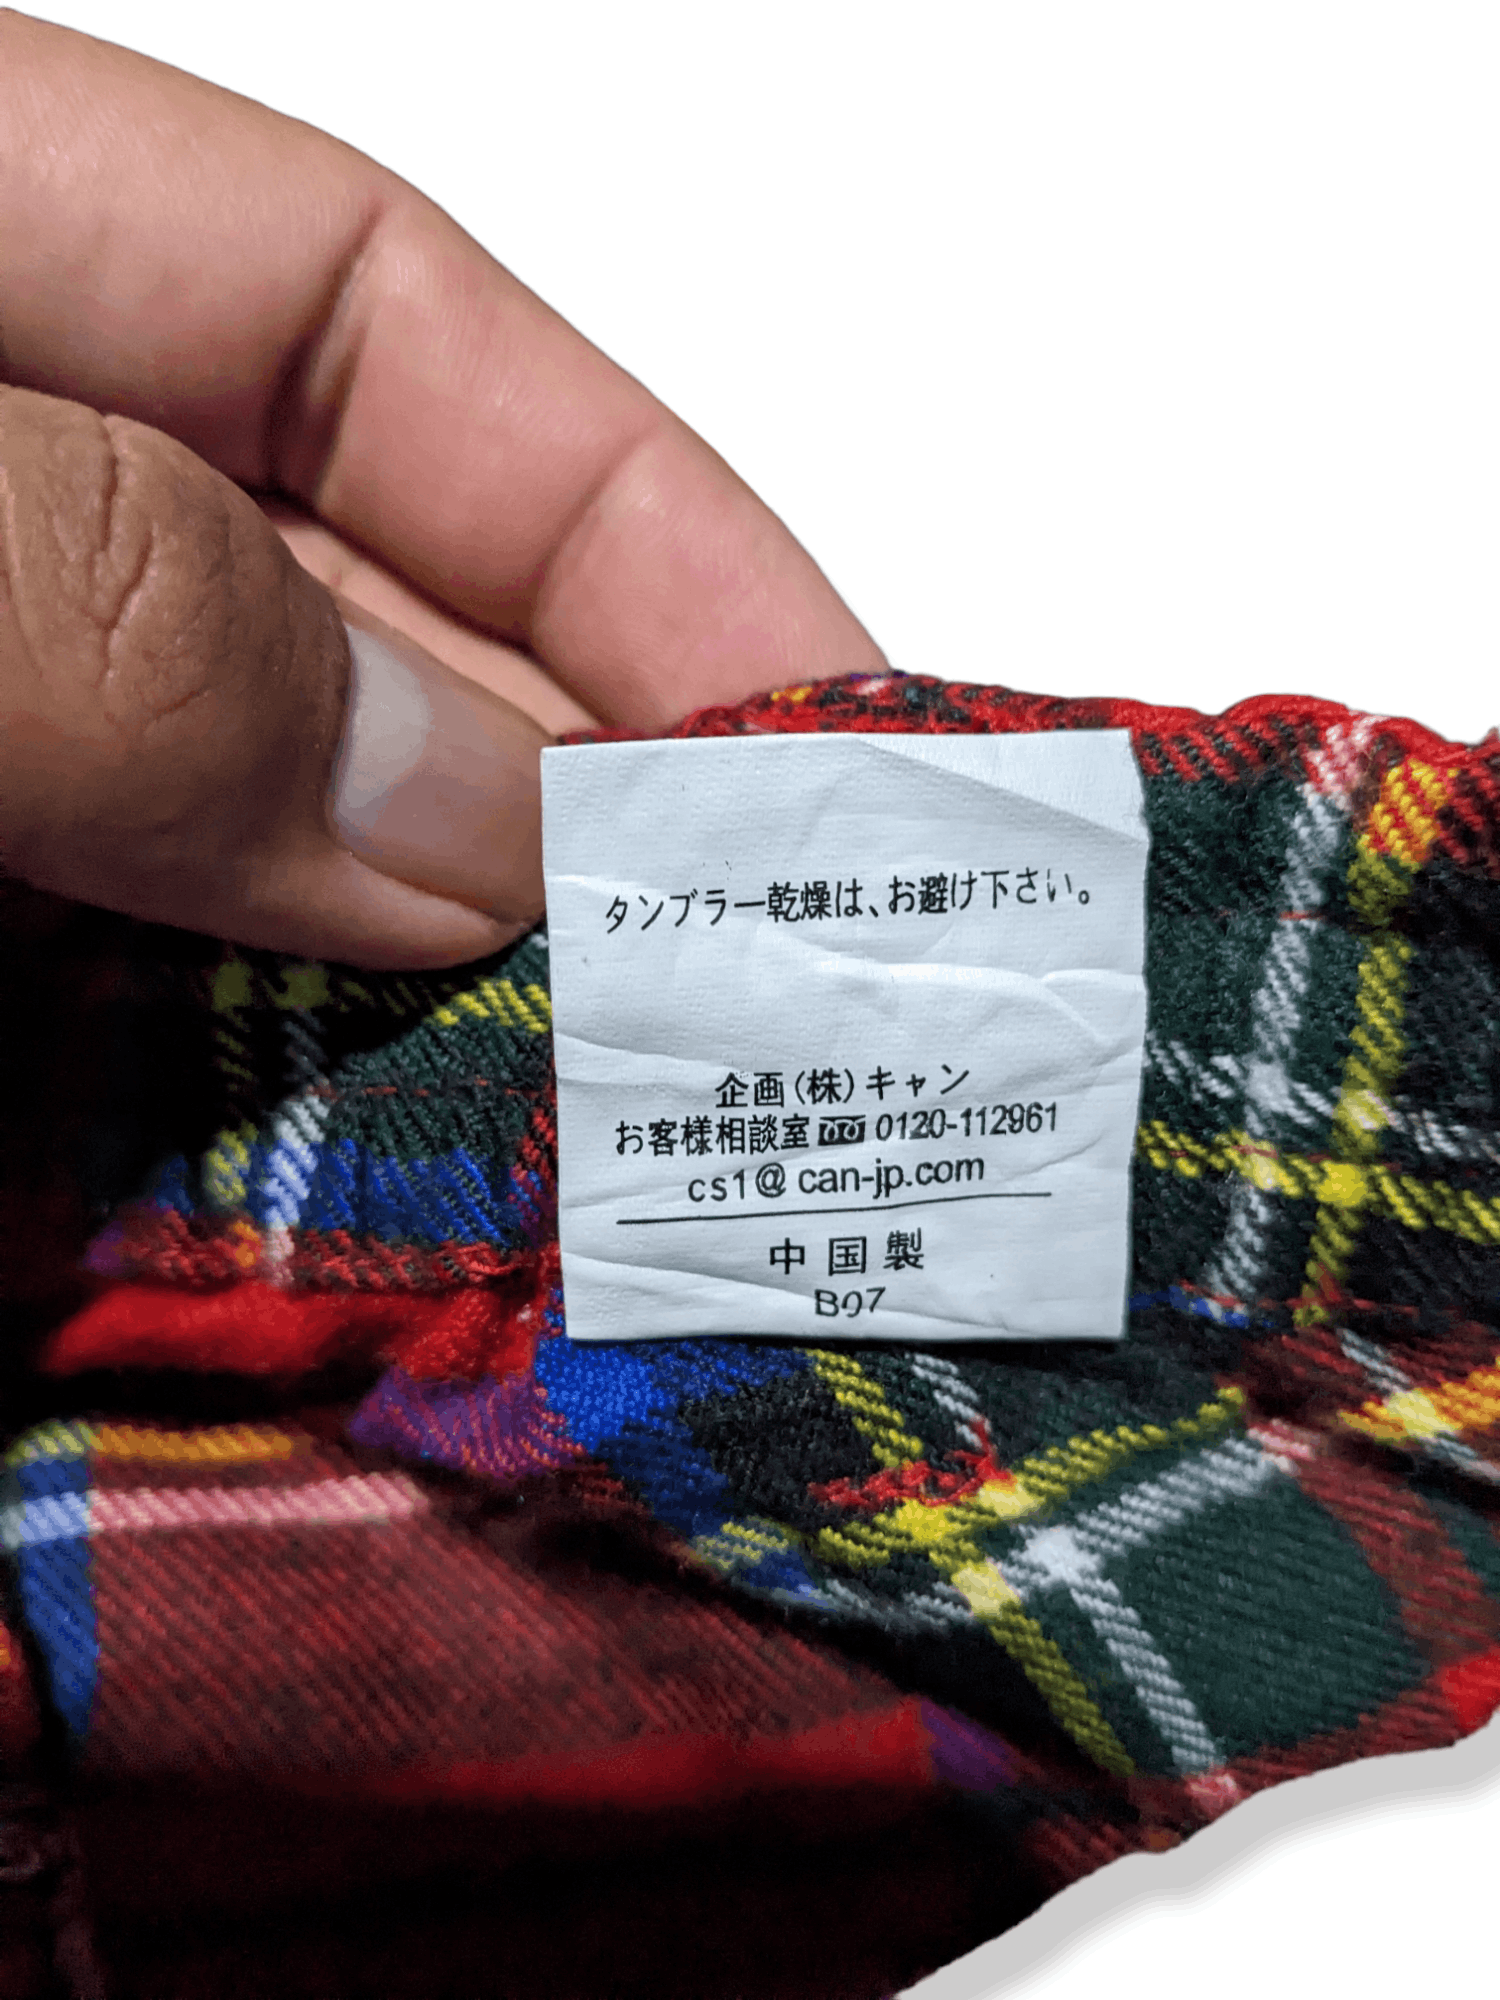 タンブラー乾燥は、お避け下さい。
企画(株)キャン
お客様相談室 0120-112961
cs1@can-jp.com
中国製
B07